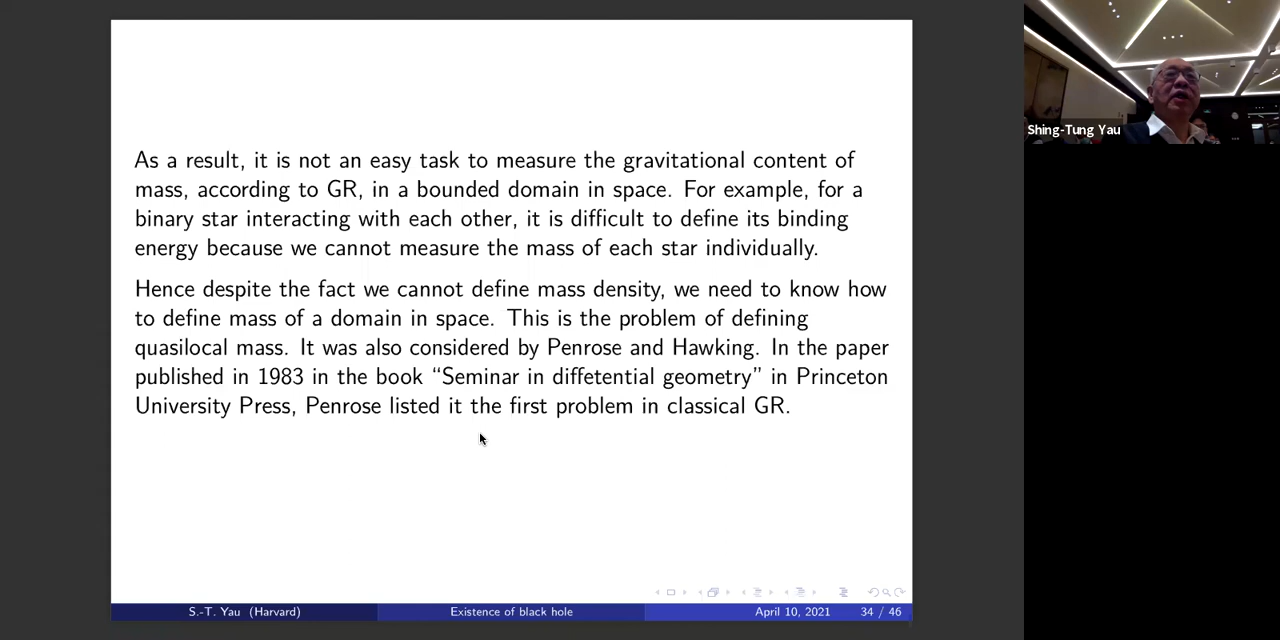 As a result, it is not an easy task to measure the gravitational content of
mass, according to GR, in a bounded domain in space. For example, for a
binary star interacting with each other, it is difficult to define its binding
energy because we cannot measure the mass of each star individually.
Hence despite the fact we cannot define mass density, we need to know how
to define mass of a domain in space. This is the problem of defining
quasilocal mass. It was also considered by Penrose and Hawking. In the paper
published in 1983 in the book “Seminar in diffetential geometry” in Princeton
University Press, Penrose listed it the first problem in classical GR.
S.-T. Yau (Harvard)
Existence of black hole
April 10, 2021
34 / 46
Shing-Tung Yau